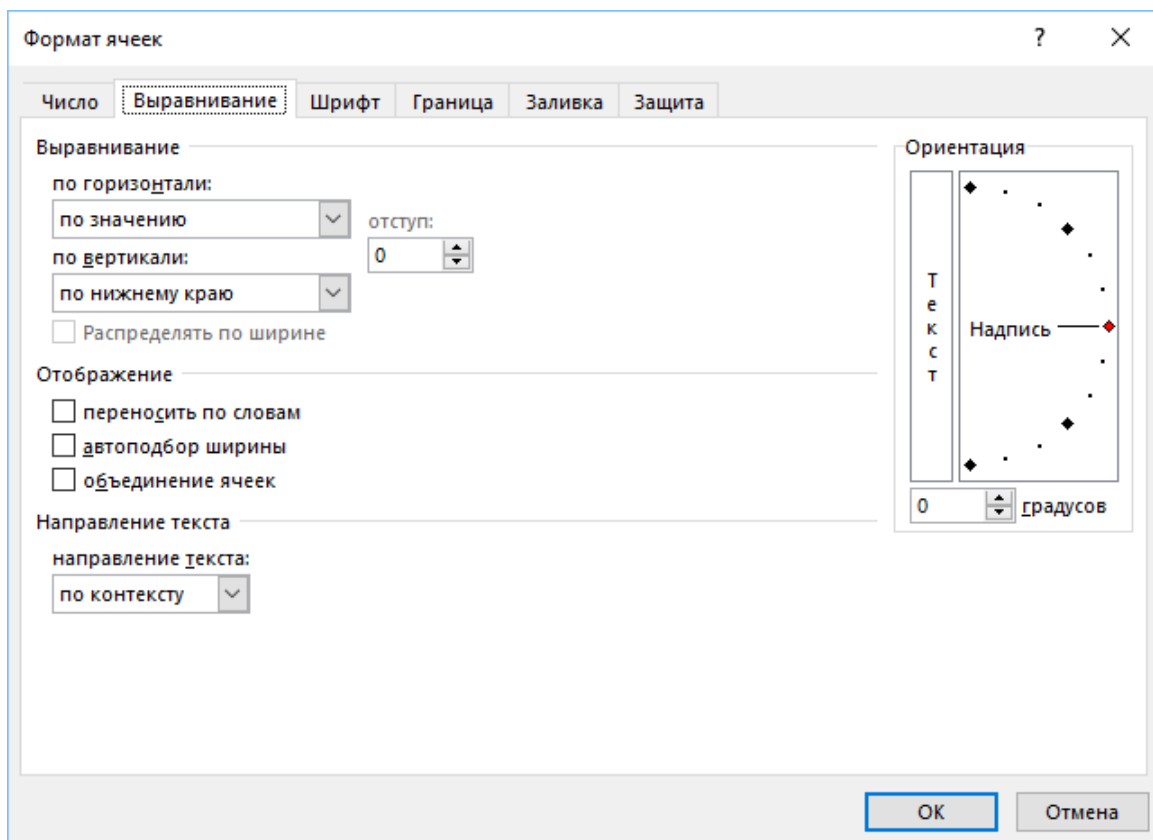 Формат ячеек ?
Число Выравнивание Шрифт Граница Заливка Защита
Выравнивание
по горизонтали:
по значению
отступ:
0
по вертикали:
по нижнему краю
Распределять по ширине
Отображение
переносить по словам
автоподбор ширины
объединение ячеек
Направление текста
направление текста:
по контексту
Ориентация
Текст
Надпись
0 градусов
ОК Отмена